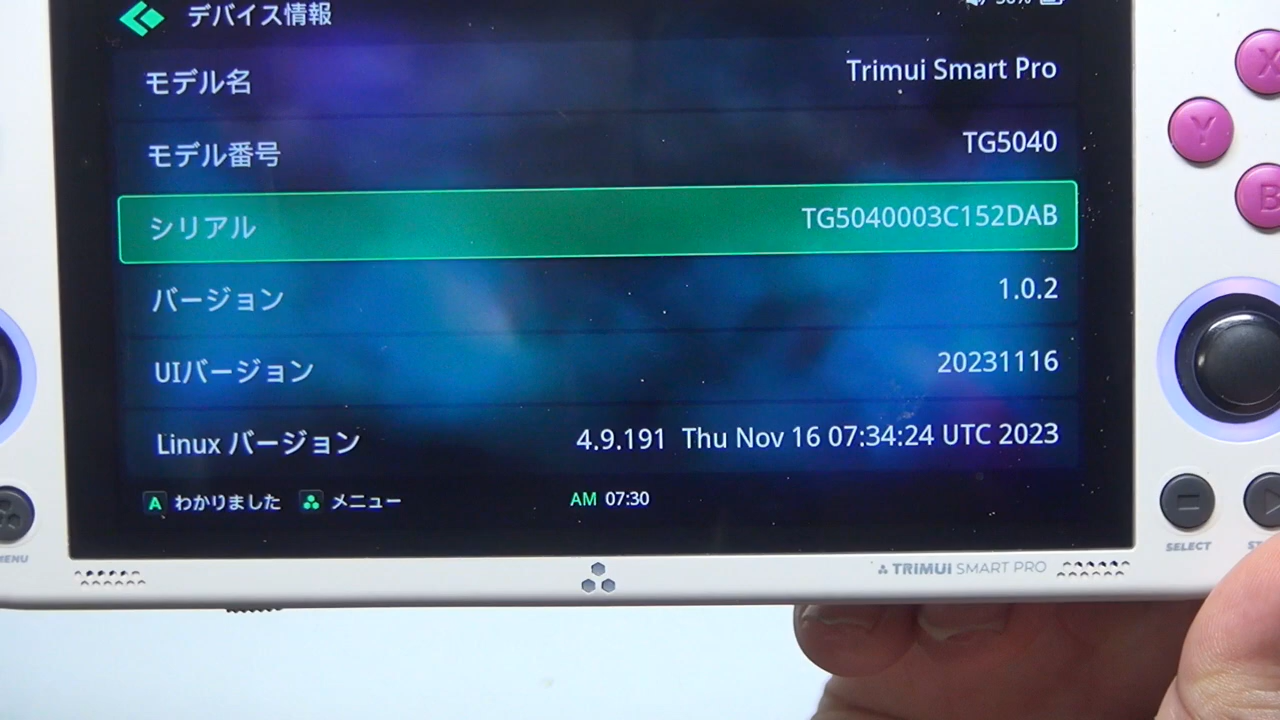 デバイス情報
モデル名 Trimui Smart Pro
モデル番号 TG5040
シリアル TG5040003C152DAB
バージョン 1.0.2
UIバージョン 20231116
Linux バージョン 4.9.191 Thu Nov 16 07:34:24 UTC 2023
A わかりました メニュー AM 07:30
X
Y
B
MENU
SELECT
TRIMUI SMART PRO